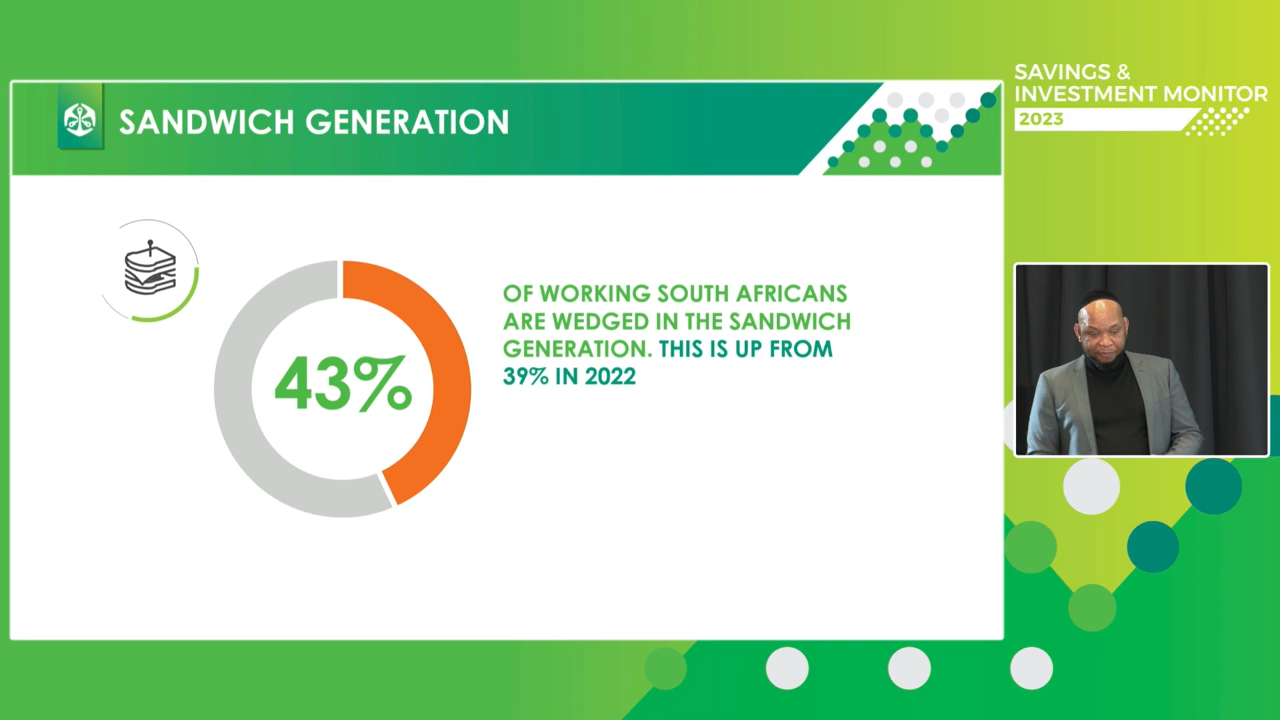 SANDWICH GENERATION
SAVINGS &
INVESTMENT MONITOR
2023
43%
OF WORKING SOUTH AFRICANS
ARE WEDGED IN THE SANDWICH
GENERATION. THIS IS UP FROM
39% IN 2022